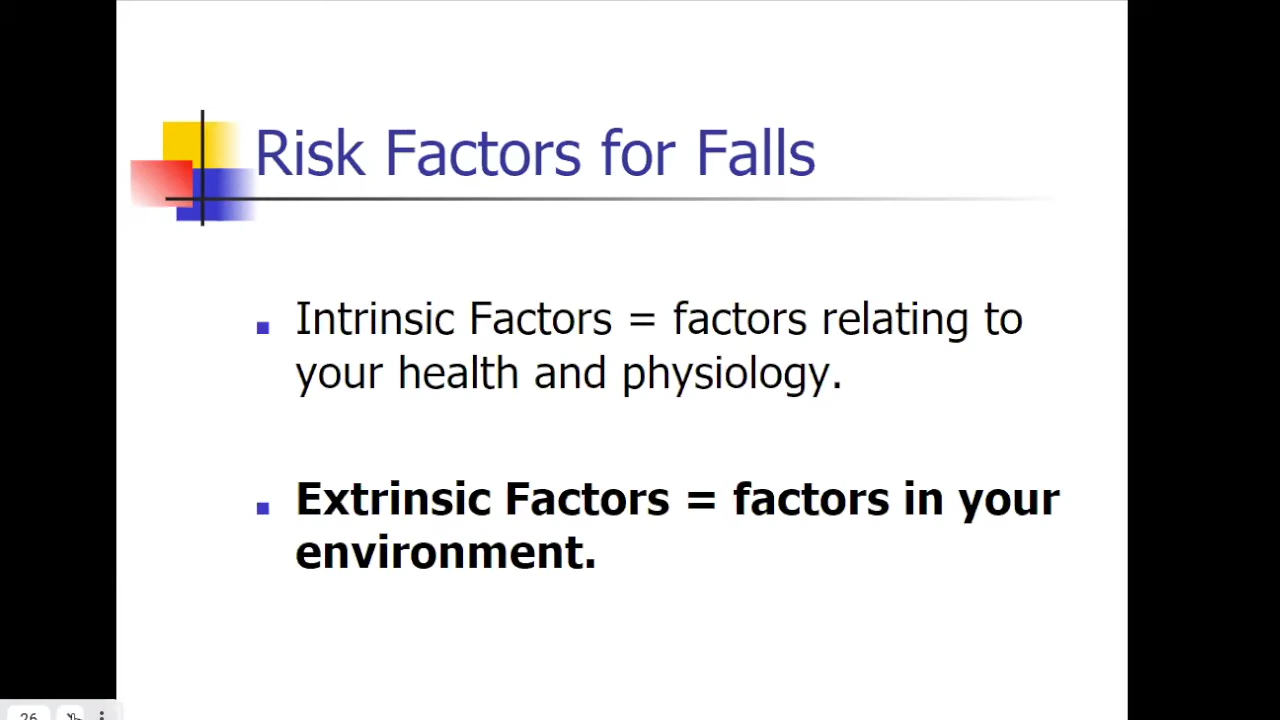 Risk Factors for Falls
Intrinsic Factors = factors relating to
your health and physiology.
Extrinsic Factors = factors in your
environment.
26